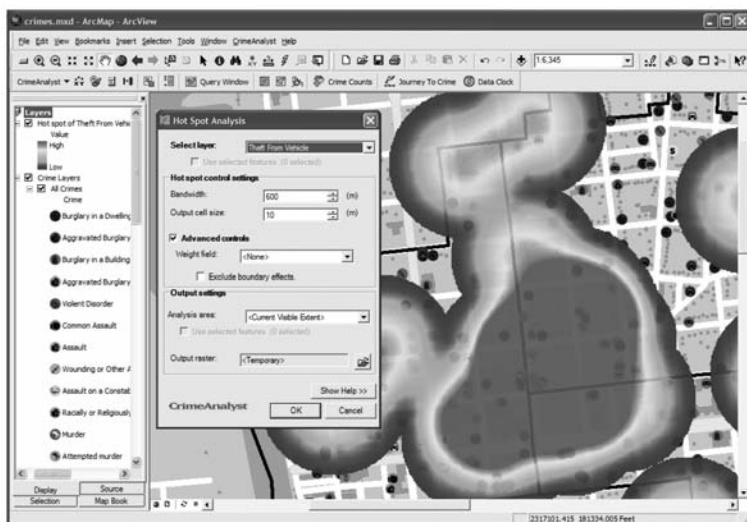 crimes.mxd - ArcMap - ArcView
File Edit View Bookmarks Insert Selection Tools Window CrimeAnalyst Help
1:6,345
CrimeAnalyst Query Window Crime Counts Journey To Crime Data Clock
Layers
Hot spot of Theft From Vehic
Value
High
Low
Crime Layers
All Crimes
Crime
Burglary in a Dwelling
Aggravated Burglary
Burglary in a Building
Aggravated Burglary
Violent Disorder
Common Assault
Assault
Wounding or Other A
Assault on a Constab
Racially or Religiously
Murder
Attempted murder
Display Source
Selection Map Book
Hot Spot Analysis
Select layer: Theft From Vehicle
Use selected features (0 selected)
Hot spot control settings
Bandwidth: 600 (m)
Output cell size: 10 (m)
Advanced controls
Weight field: <None>
Exclude boundary effects.
Output settings
Analysis area: <Current Visible Extent>
Use selected features (0 selected)
Output raster: <Temporary>
Show Help >>
CrimeAnalyst OK Cancel
2317101.415 181334.005 Feet